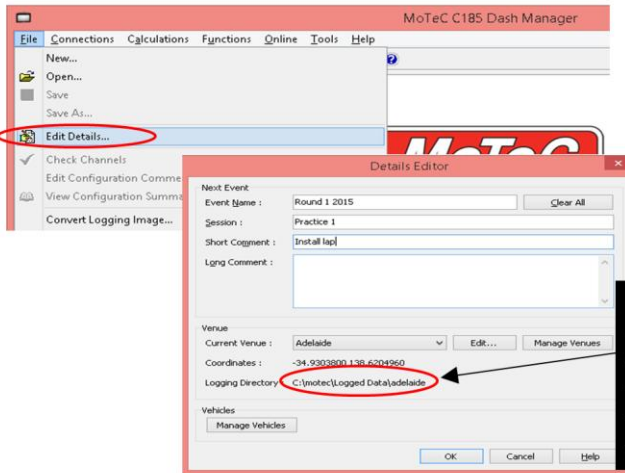 MoTeC C185 Dash Manager
File Connections Calculations Functions Online Tools Help
New...
Open...
Save
Save As...
Edit Details...
Check Channels
Edit Configuration Comme
View Configuration Summa
Convert Logging Image...
MoTeC
Details Editor
Next Event
Event Name : Round 1 2015 Clear All
Session : Practice 1
Short Comment : Install lap
Long Comment :
Venue
Current Venue : Adelaide Edit... Manage Venues
Coordinates : -34.9303800,138.6204960
Logging Directory C:\motec\Logged Data\adelaide
Vehicles
Manage Vehicles
OK Cancel Help